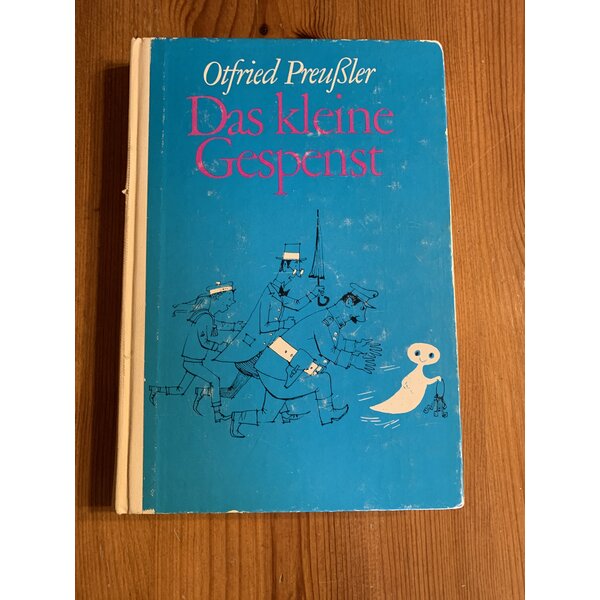 Otfried Preußler
Das kleine
Gespenst